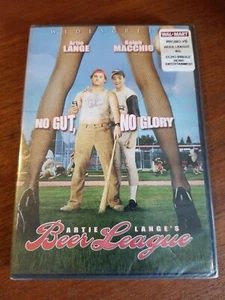 WIDESCREEN
Artie Ralph
LANGE MACCHIO
WAL★MART
NO GUT, NO GLORY
ARTIE LANGE'S
Beer League